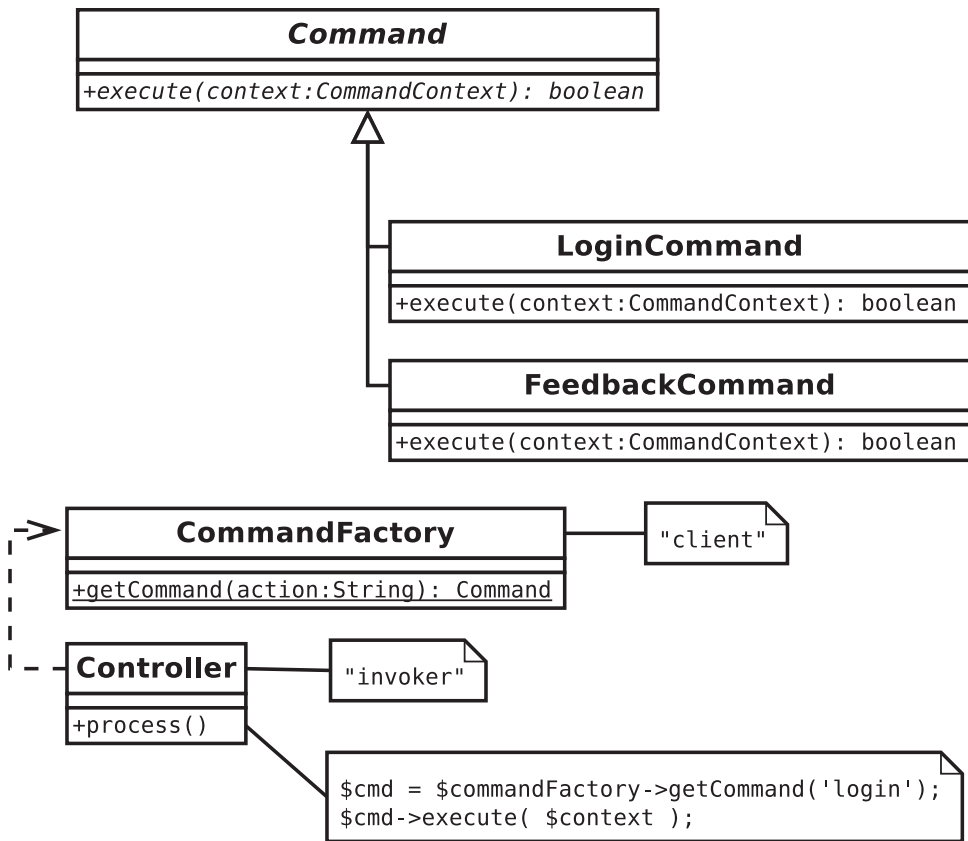 Command
+execute(context:CommandContext): boolean
LoginCommand
+execute(context:CommandContext): boolean
FeedbackCommand
+execute(context:CommandContext): boolean
CommandFactory
+getCommand(action:String): Command
"client"
Controller
+process()
"invoker"
$cmd = $commandFactory->getCommand('login');
$cmd->execute( $context );